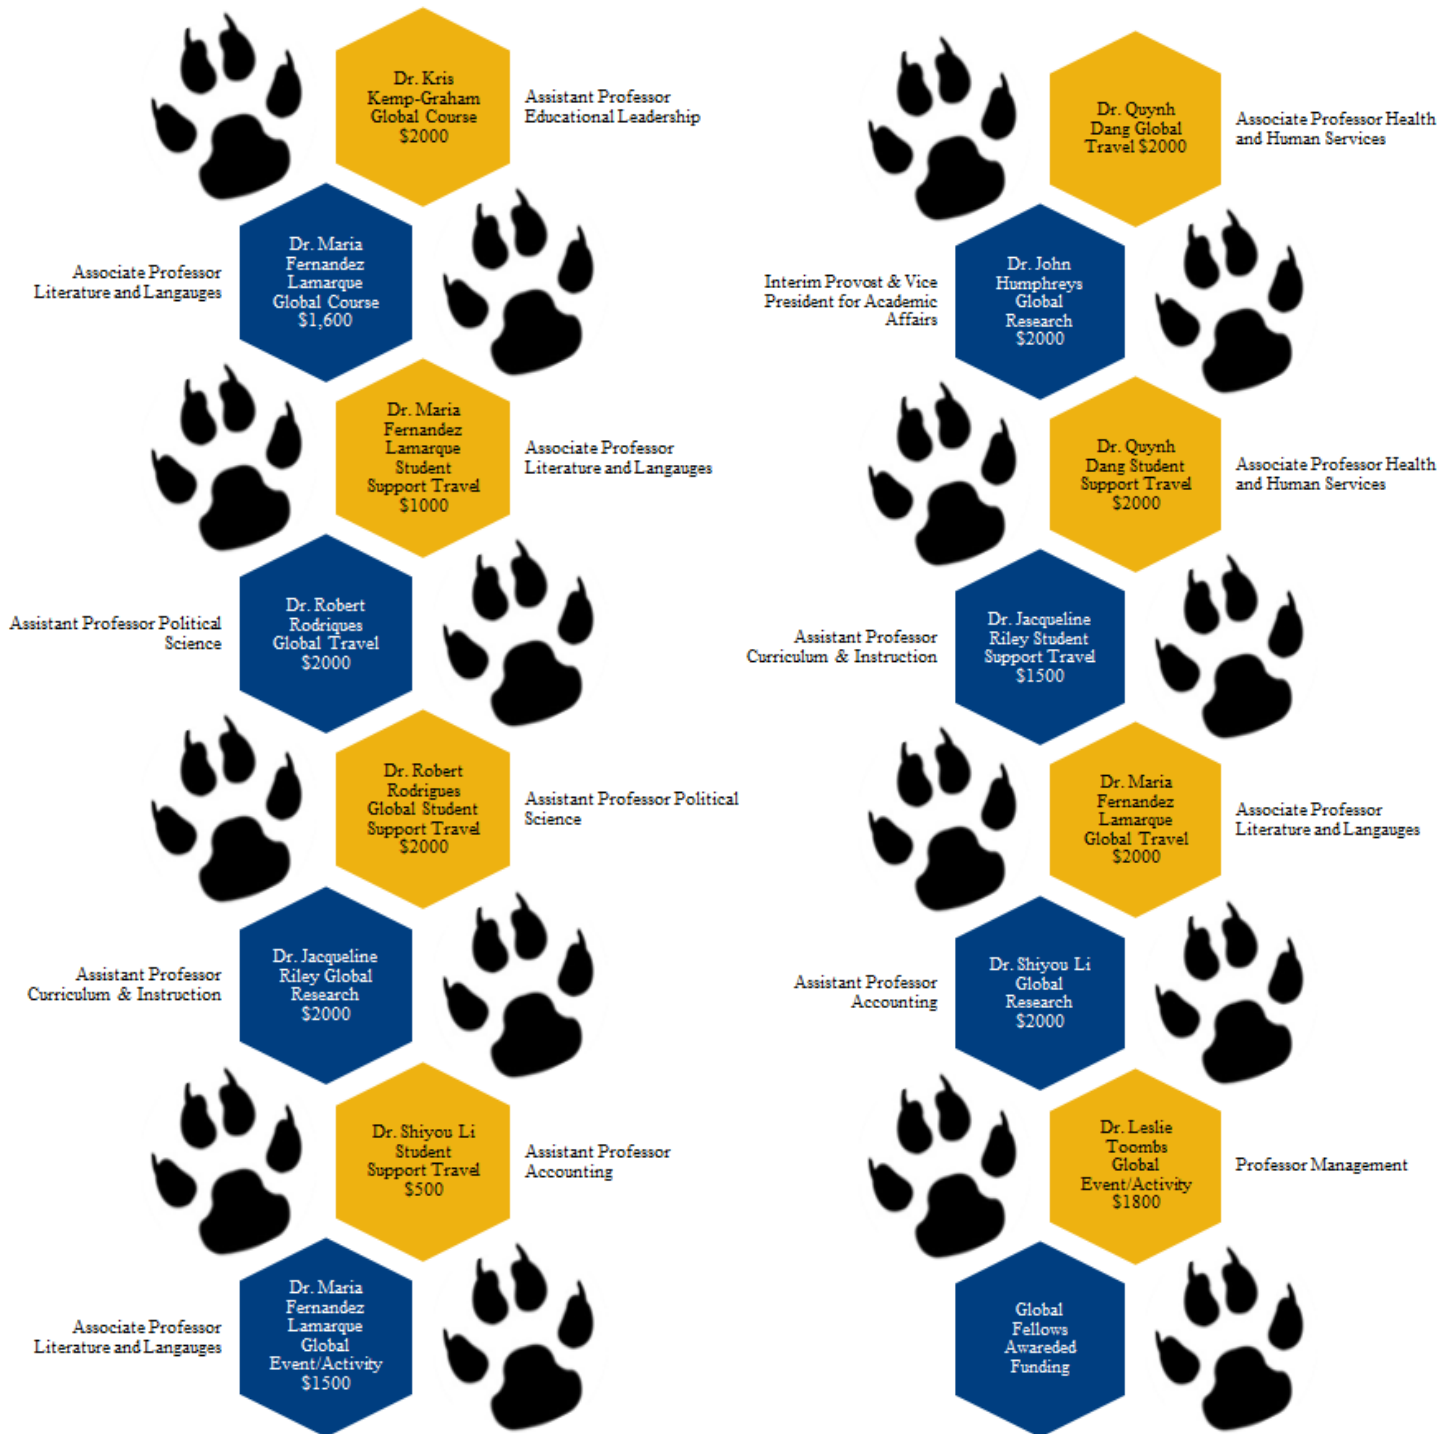 Dr. Kris
Kemp-Graham
Global Course
$2000
Assistant Professor
Educational Leadership
Dr. Maria
Fernandez
Lamarque
Global Course
$1,600
Associate Professor
Literature and Langauges
Dr. Maria
Fernandez
Lamarque
Student
Support Travel
$1000
Associate Professor
Literature and Langauges
Dr. Robert
Rodriques
Global Travel
$2000
Assistant Professor Political
Science
Dr. Robert
Rodrigues
Global Student
Support Travel
$2000
Assistant Professor Political
Science
Dr. Jacqueline
Riley Global
Research
$2000
Assistant Professor
Curriculum & Instruction
Dr. Shiyou Li
Student
Support Travel
$500
Assistant Professor
Accounting
Dr. Maria
Fernandez
Lamarque
Global
Event/Activity
$1500
Associate Professor
Literature and Langauges
Dr. Quynh
Dang Global
Travel $2000
Associate Professor Health
and Human Services
Dr. John
Humphreys
Global
Research
$2000
Interim Provost & Vice
President for Academic
Affairs
Dr. Quynh
Dang Student
Support Travel
$2000
Associate Professor Health
and Human Services
Dr. Jacqueline
Riley Student
Support Travel
$1500
Assistant Professor
Curriculum & Instruction
Dr. Maria
Fernandez
Lamarque
Global Travel
$2000
Associate Professor
Literature and Langauges
Dr. Shiyou Li
Global
Research
$2000
Assistant Professor
Accounting
Dr. Leslie
Toombs
Global
Event/Activity
$1800
Professor Management
Global
Fellows
Awareded
Funding